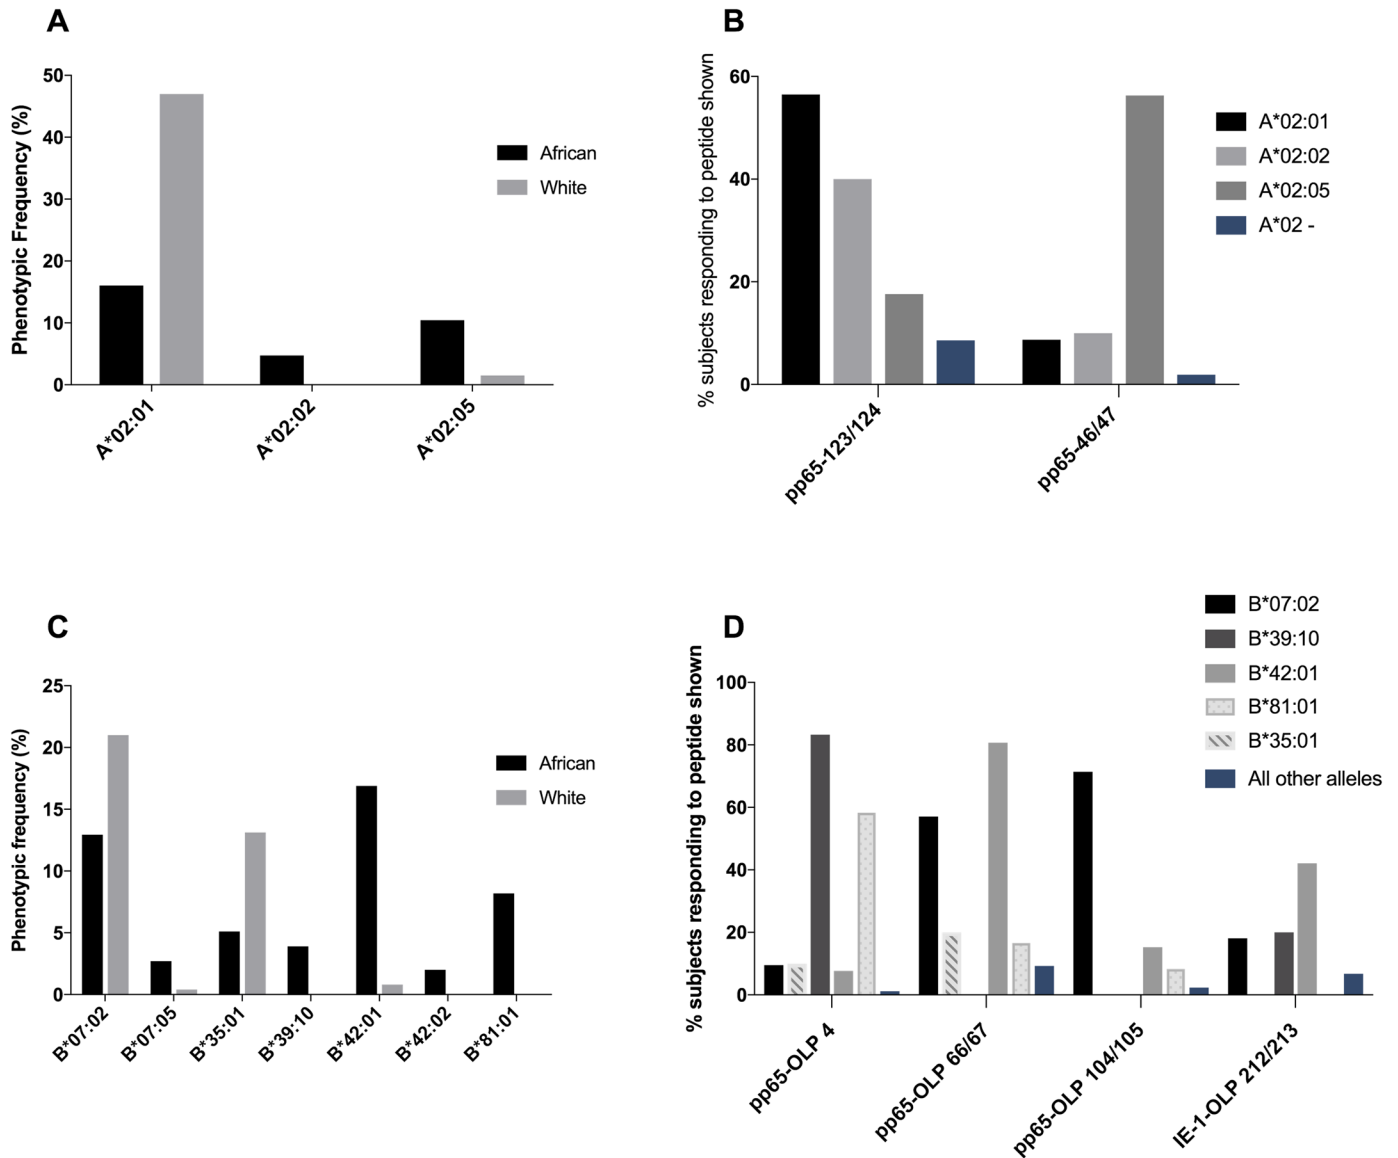 A
Phenotypic Frequency (%)
50
40
30
20
10
0
A*02:01
A*02:02
A*02:05
African
White
B
% subjects responding to peptide shown
60
40
20
0
pp65-123/124
pp65-46/47
A*02:01
A*02:02
A*02:05
A*02 -
C
Phenotypic frequency (%)
25
20
15
10
5
0
B*07:02
B*07:05
B*35:01
B*39:10
B*42:01
B*42:02
B*81:01
African
White
D
% subjects responding to peptide shown
100
80
60
40
20
0
pp65-OLP 4
pp65-OLP 66/67
pp65-OLP 104/105
IE-1-OLP 212/213
B*07:02
B*39:10
B*42:01
B*81:01
B*35:01
All other alleles